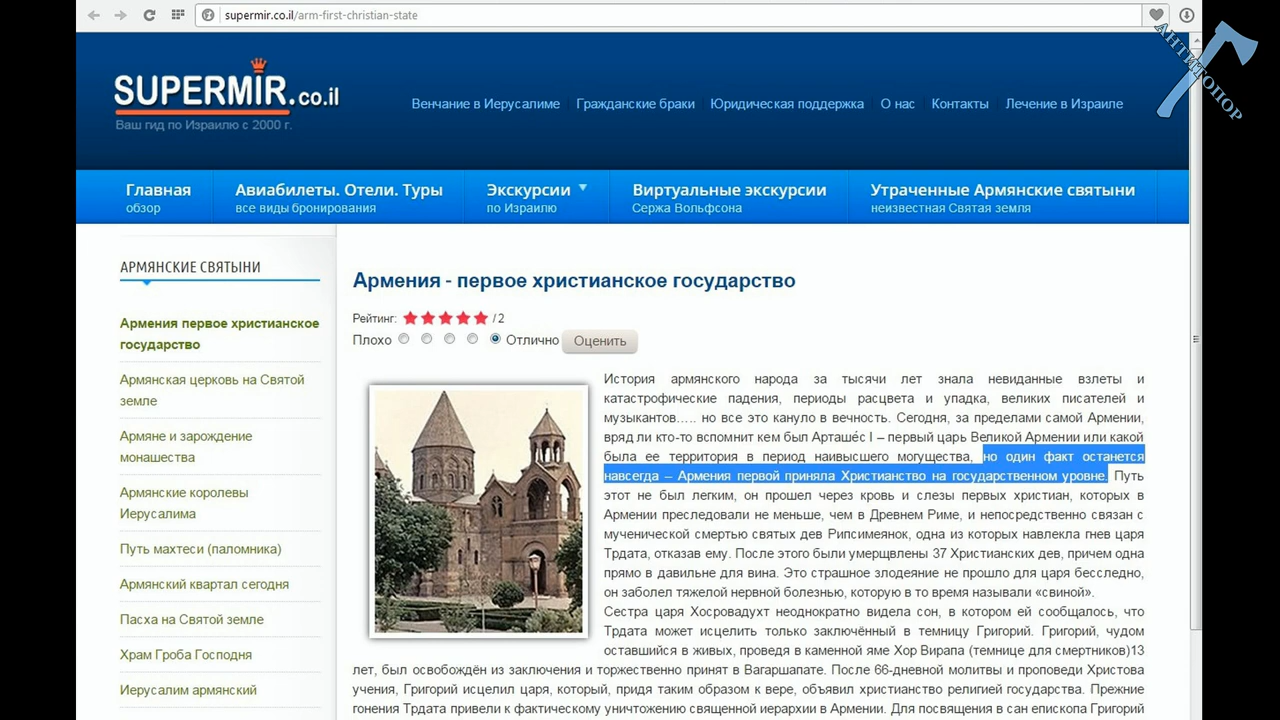 supermir.co.il/arm-first-christian-state
АНТИТОПОР
SUPERMIR.co.il
Ваш гид по Израилю с 2000 г.
Венчание в Иерусалиме Гражданские браки Юридическая поддержка О нас Контакты Лечение в Израиле
Главная Авиабилеты. Отели. Туры Экскурсии Виртуальные экскурсии Утраченные Армянские святыни
обзор все виды бронирования по Израилю Сержа Вольфсона неизвестная Святая земля
АРМЯНСКИЕ СВЯТЫНИ
Армения первое христианское
государство
Армянская церковь на Святой
земле
Армяне и зарождение
монашества
Армянские королевы
Иерусалима
Путь махтеси (паломника)
Армянский квартал сегодня
Пасха на Святой земле
Храм Гроба Господня
Иерусалим армянский
Армения - первое христианское государство
Рейтинг: / 2
Плохо Отлично Оценить
История армянского народа за тысячи лет знала невиданные взлеты и
катастрофические падения, периоды расцвета и упадка, великих писателей и
музыкантов..... но все это кануло в вечность. Сегодня, за пределами самой Армении,
вряд ли кто-то вспомнит кем был Арташéс I – первый царь Великой Армении или какой
была ее территория в период наивысшего могущества, но один факт останется
навсегда – Армения первой приняла Христианство на государственном уровне. Путь
этот не был легким, он прошел через кровь и слезы первых христиан, которых в
Армении преследовали не меньше, чем в Древнем Риме, и непосредственно связан с
мученической смертью святых дев Рипсимеянок, одна из которых навлекла гнев царя
Трдата, отказав ему. После этого были умерщвлены 37 Христианских дев, причем одна
прямо в давильне для вина. Это страшное злодеяние не прошло для царя бесследно,
он заболел тяжелой нервной болезнью, которую в то время называли «свиной».
Сестра царя Хосровадухт неоднократно видела сон, в котором ей сообщалось, что
Трдата может исцелить только заключённый в темницу Григорий. Григорий, чудом
оставшийся в живых, проведя в каменной яме Хор Вирапа (темнице для смертников)13
лет, был освобождён из заключения и торжественно принят в Вагаршапате. После 66-дневной молитвы и проповеди Христова
учения, Григорий исцелил царя, который, придя таким образом к вере, объявил христианство религией государства. Прежние
гонения Трдата привели к фактическому уничтожению священной иерархии в Армении. Для посвящения в сан епископа Григорий